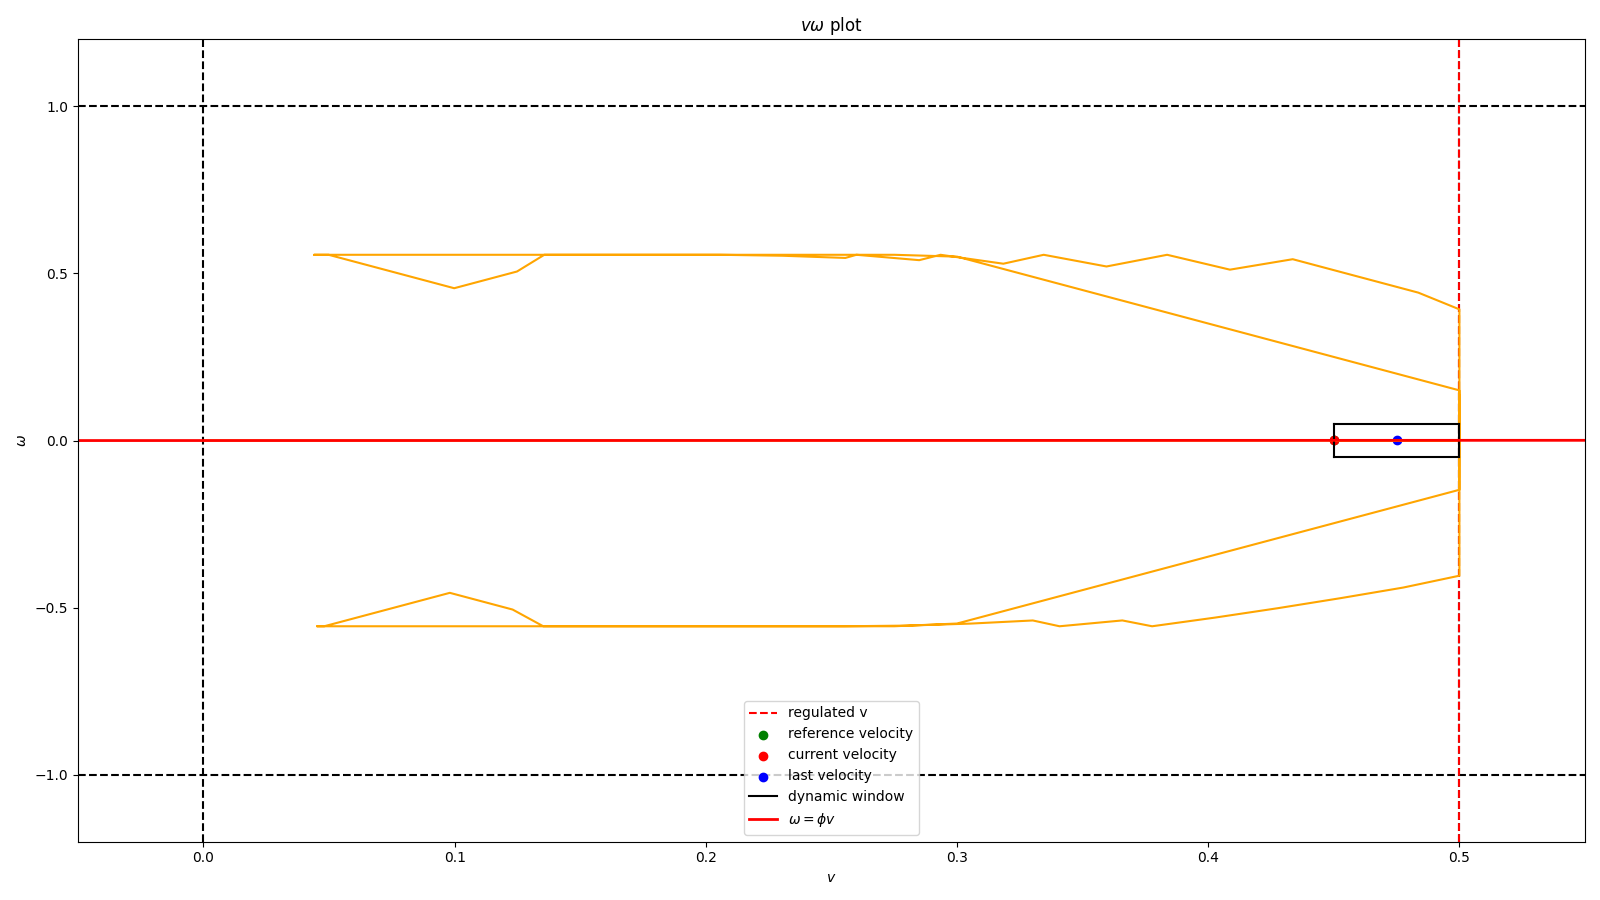 vω plot
1.0
0.5
0.0
−0.5
−1.0
ω
0.0
0.1
0.2
0.3
0.4
0.5
v
regulated v
reference velocity
current velocity
last velocity
dynamic window
ω = ϕv